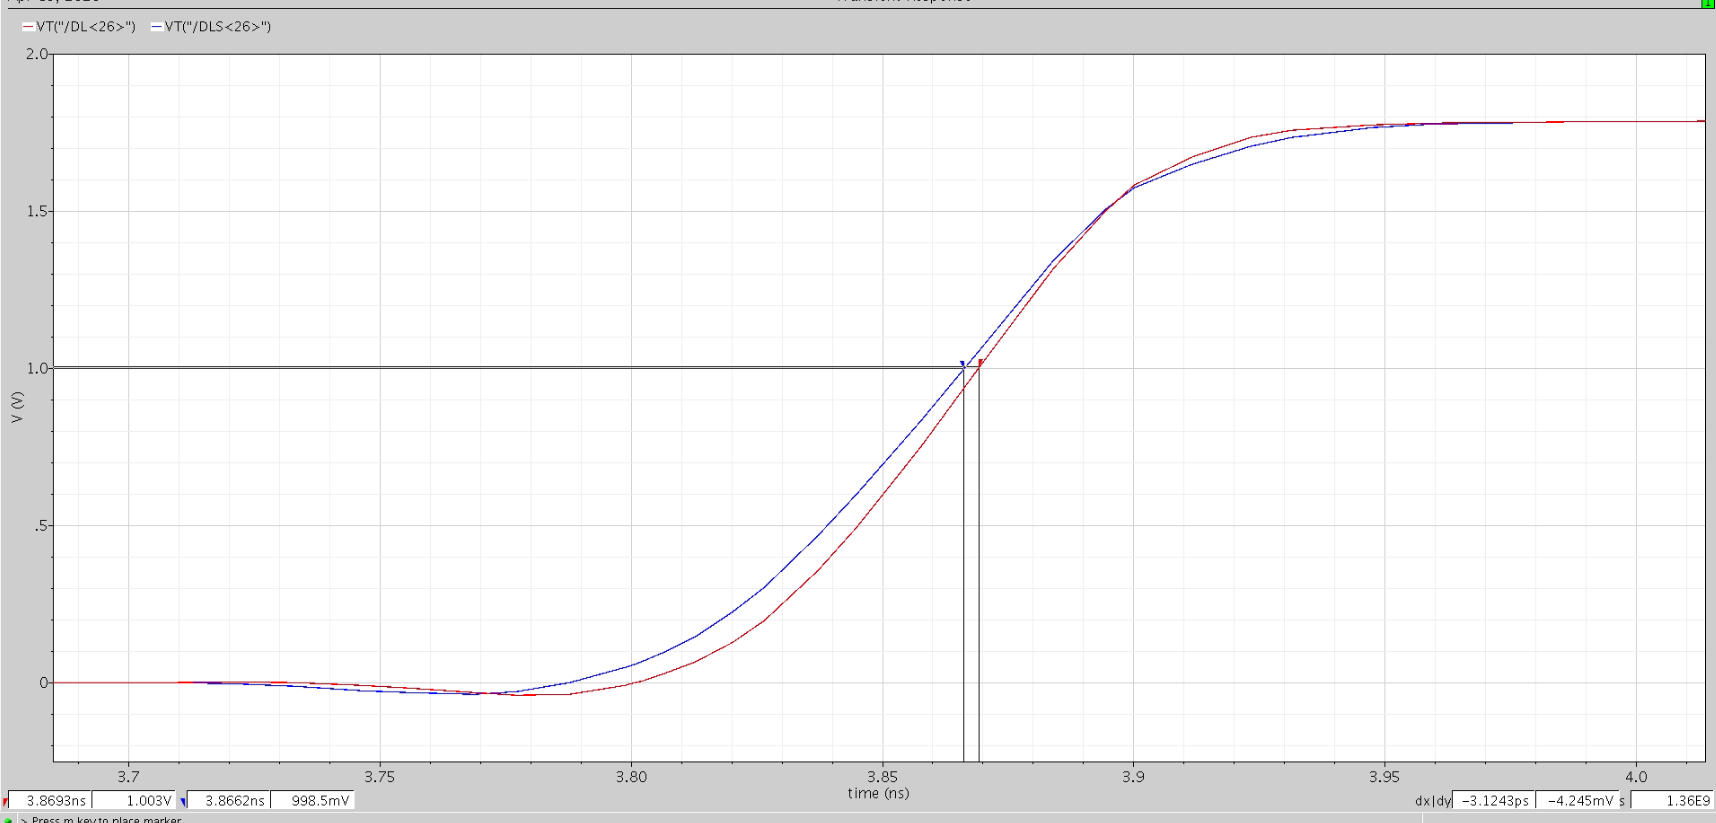 VT("/DL<26>") VT("/DLS<26>")
2.0
1.5
1.0
.5
0
V (V)
3.7 3.75 3.80 3.85 3.9 3.95 4.0
time (ns)
3.8693ns 1.003V 3.8662ns 998.5mV dx|dy -3.1243ps -4.245mV s 1.36E9
> Press m key to place marker